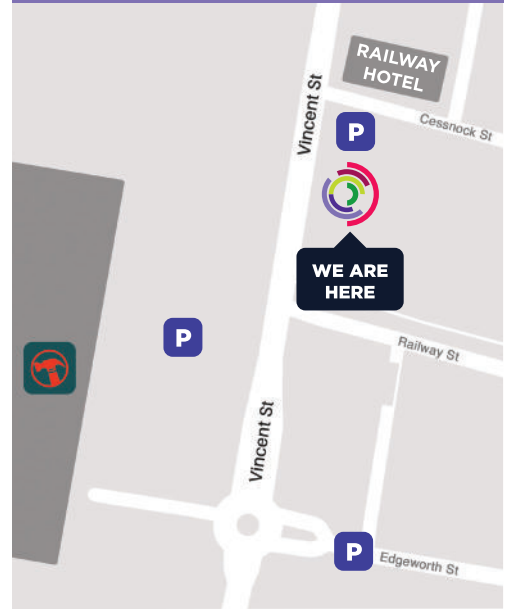 RAILWAY
HOTEL
Vincent St
Cessnock St
P
WE ARE
HERE
P
Railway St
Vincent St
P
Edgeworth St